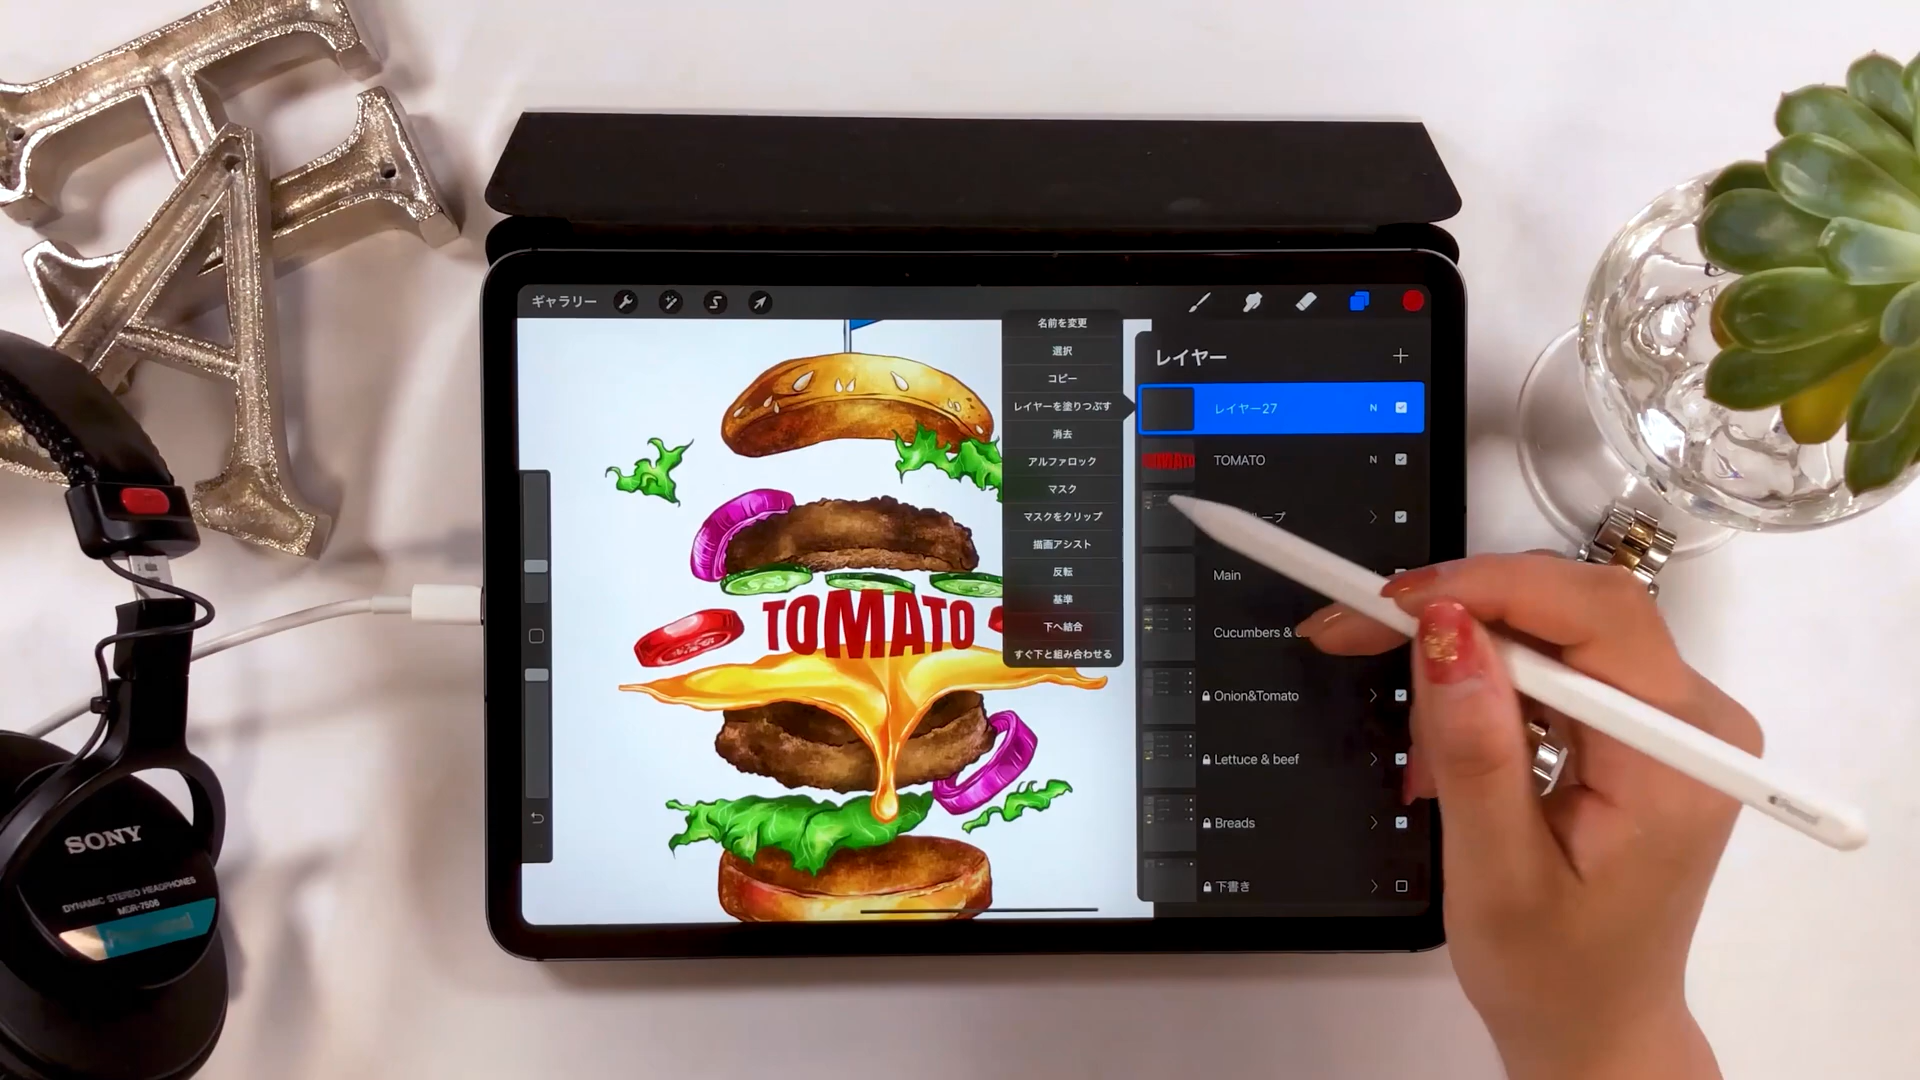 ギャラリー
名前を変更
選択
コピー
レイヤーを塗りつぶす
消去
アルファロック
マスク
マスクをクリップ
描画アシスト
反転
基準
下へ結合
すぐ下と組み合わせる
レイヤー
レイヤー27
N
TOMATO
TOMATO
N
ープ
Main
Cucumbers &
Onion&Tomato
Lettuce & beef
Breads
下書き
TOMATO
SONY
DYNAMIC STEREO HEADPHONES
MDR-7506
Professional